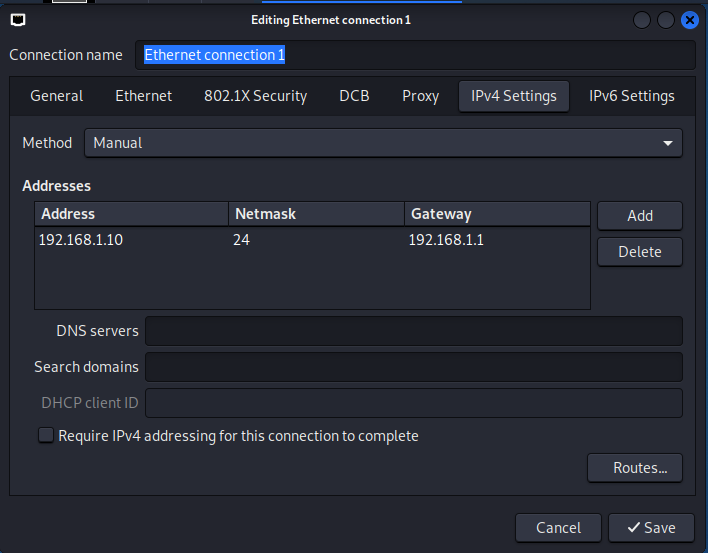 Editing Ethernet connection 1
Connection name Ethernet connection 1
General Ethernet 802.1X Security DCB Proxy IPv4 Settings IPv6 Settings
Method Manual
Addresses
Address Netmask Gateway Add
192.168.1.10 24 192.168.1.1
Delete
DNS servers
Search domains
DHCP client ID
Require IPv4 addressing for this connection to complete
Routes...
Cancel Save